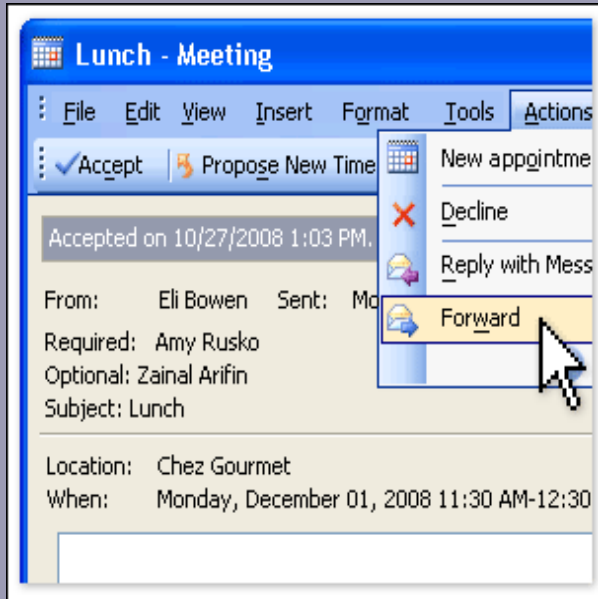 Lunch - Meeting
File Edit View Insert Format Tools Actions
Accept Propose New Time
New appointme
Decline
Reply with Mess
Forward
Accepted on 10/27/2008 1:03 PM.
From: Eli Bowen Sent: Mo
Required: Amy Rusko
Optional: Zainal Arifin
Subject: Lunch
Location: Chez Gourmet
When: Monday, December 01, 2008 11:30 AM-12:30